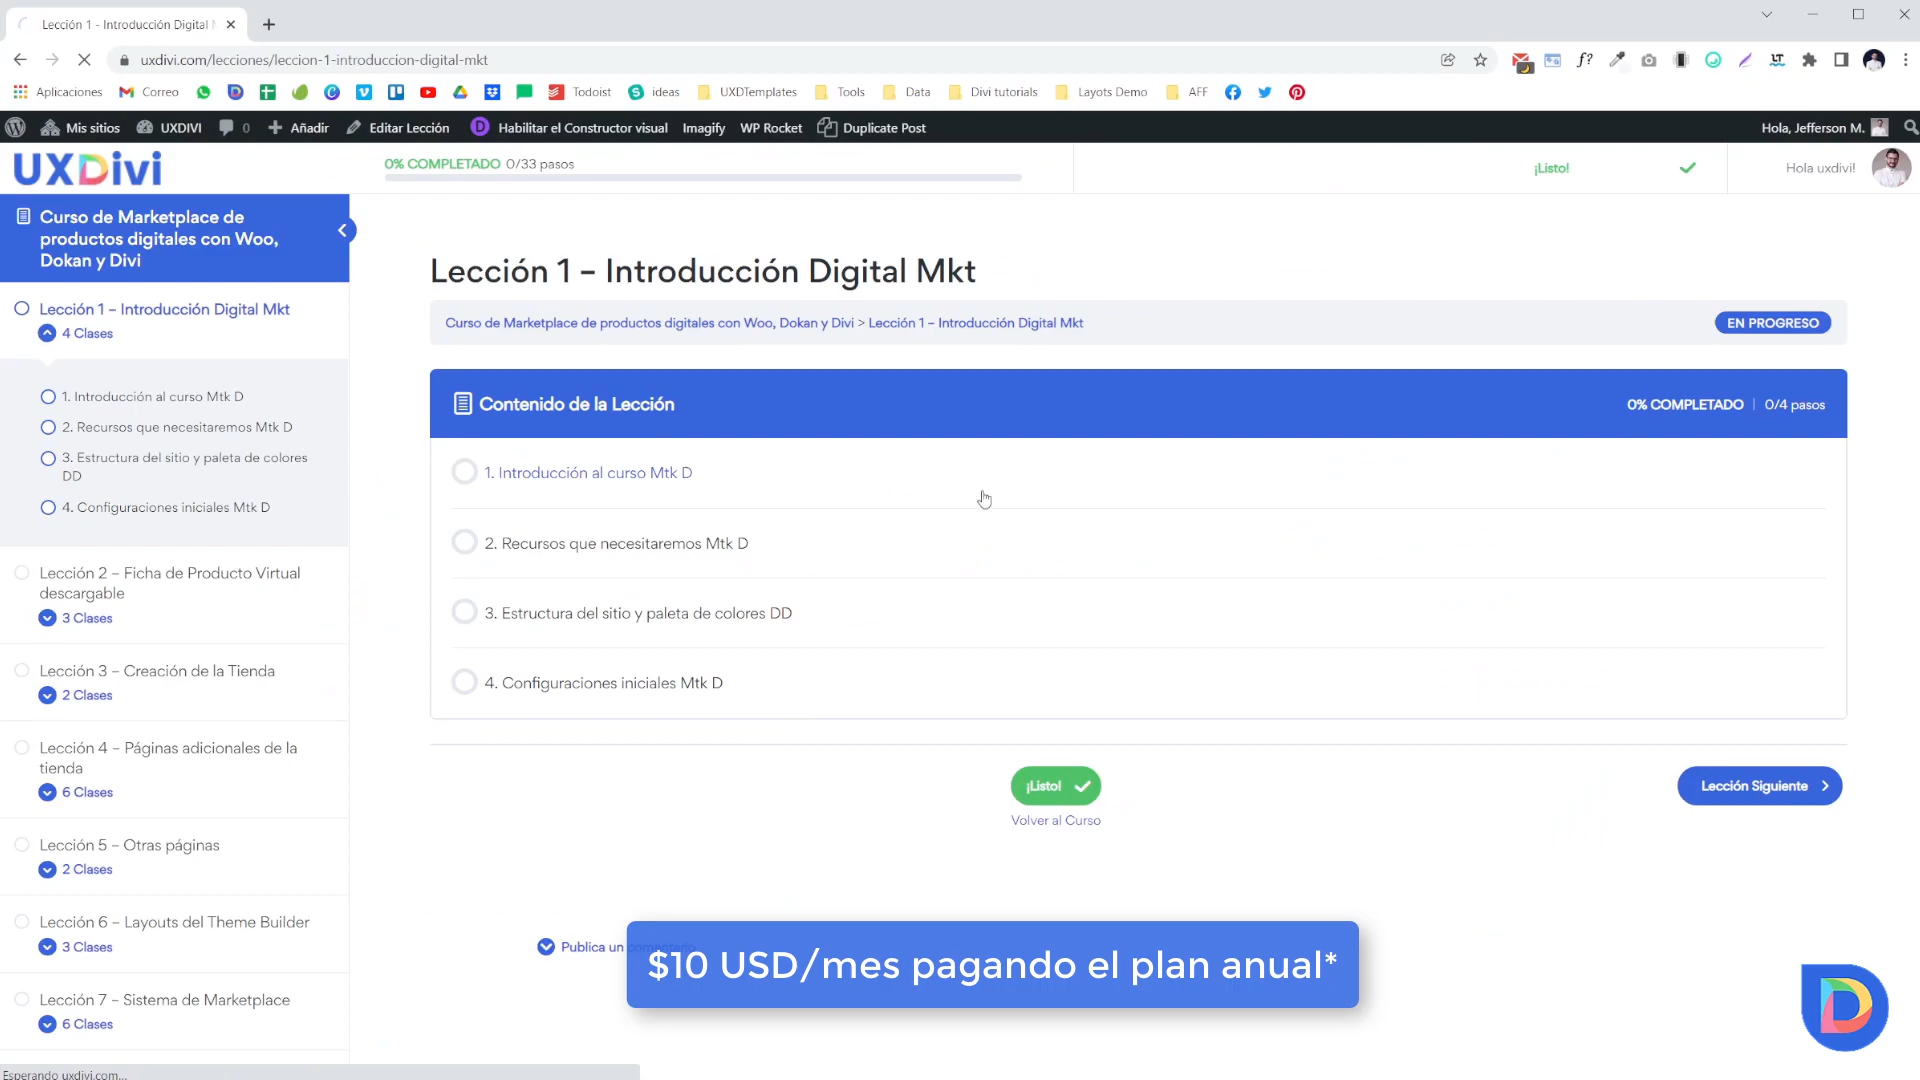 Lección 1 - Introducción Digital M
uxdivi.com/lecciones/leccion-1-introduccion-digital-mkt
Aplicaciones
Correo
Todoist
ideas
UXDTemplates
Tools
Data
Divi tutorials
Layots Demo
AFF
Mis sitios
UXDIVI
0
Añadir
Editar Lección
Habilitar el Constructor visual
Imagify
WP Rocket
Duplicate Post
Hola, Jefferson M.
UXDivi
0% COMPLETADO 0/33 pasos
¡Listo!
Hola uxdivi!
Curso de Marketplace de
productos digitales con Woo,
Dokan y Divi
Lección 1 – Introducción Digital Mkt
4 Clases
1. Introducción al curso Mtk D
2. Recursos que necesitaremos Mtk D
3. Estructura del sitio y paleta de colores
DD
4. Configuraciones iniciales Mtk D
Lección 2 – Ficha de Producto Virtual
descargable
3 Clases
Lección 3 – Creación de la Tienda
2 Clases
Lección 4 – Páginas adicionales de la
tienda
6 Clases
Lección 5 – Otras páginas
2 Clases
Lección 6 – Layouts del Theme Builder
3 Clases
Lección 7 – Sistema de Marketplace
6 Clases
Lección 1 – Introducción Digital Mkt
Curso de Marketplace de productos digitales con Woo, Dokan y Divi > Lección 1 – Introducción Digital Mkt
EN PROGRESO
Contenido de la Lección
0% COMPLETADO | 0/4 pasos
1. Introducción al curso Mtk D
2. Recursos que necesitaremos Mtk D
3. Estructura del sitio y paleta de colores DD
4. Configuraciones iniciales Mtk D
¡Listo!
Volver al Curso
Lección Siguiente
Publica un comentario
$10 USD/mes pagando el plan anual*
D
Esperando uxdivi.com...